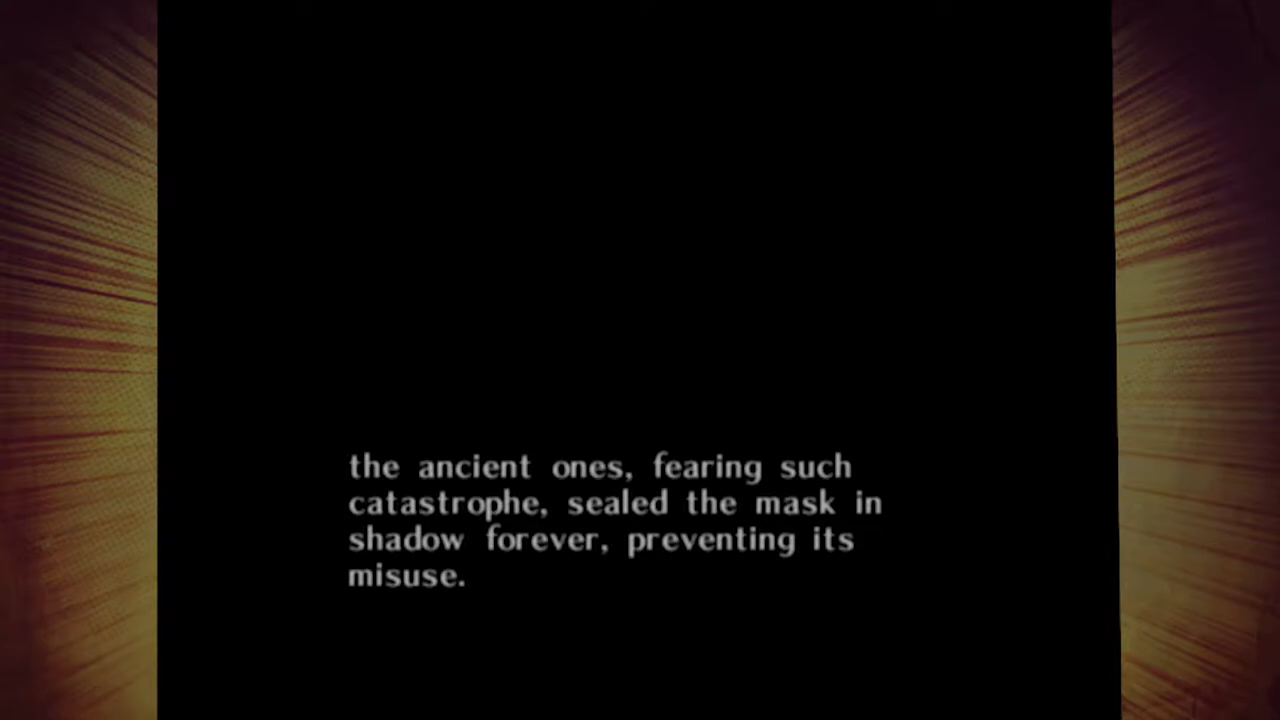 the ancient ones, fearing such
catastrophe, sealed the mask in
shadow forever, preventing its
misuse.